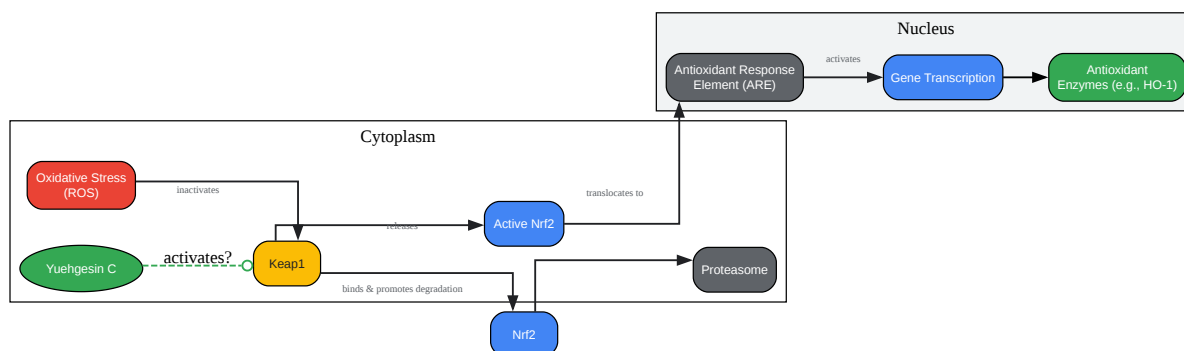 Nucleus
Antioxidant Response
Element (ARE)
activates
Gene Transcription
Antioxidant
Enzymes (e.g., HO-1)
Cytoplasm
Oxidative Stress
(ROS)
inactivates
translocates to
releases
Active Nrf2
activates?
Yuehgesin C
Keap1
Proteasome
binds & promotes degradation
Nrf2